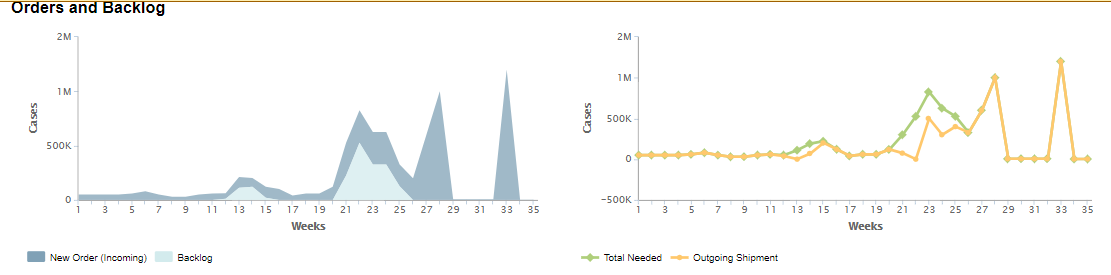 Orders and Backlog
2M
1M
500K
0
Cases
1 3 5 7 9 11 13 15 17 19 21 23 25 27 29 31 33 35
Weeks
New Order (Incoming) Backlog
2M
1M
500K
0
−500K
Cases
1 3 5 7 9 11 13 15 17 19 21 23 25 27 29 31 33 35
Weeks
Total Needed Outgoing Shipment